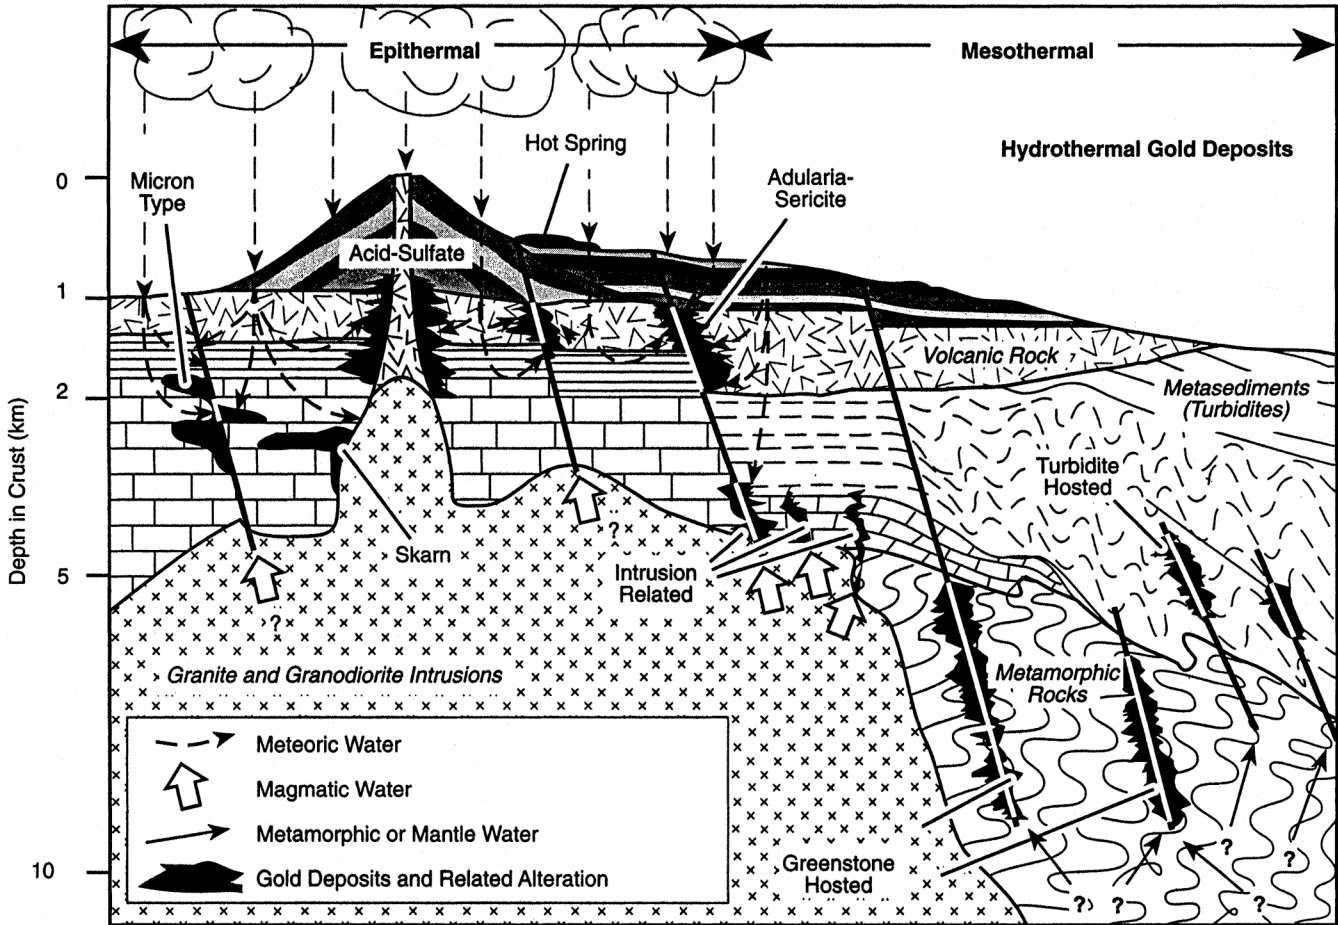 Epithermal
Mesothermal
Hydrothermal Gold Deposits
Hot Spring
Adularia-
Sericite
Micron
Type
Acid-Sulfate
Volcanic Rock
Metasediments
(Turbidites)
Turbidite
Hosted
Skarn
Intrusion
Related
?
?
Granite and Granodiorite Intrusions
Metamorphic
Rocks
Greenstone
Hosted
?
?
?
?
?
Depth in Crust (km)
0
1
2
5
10
Meteoric Water
Magmatic Water
Metamorphic or Mantle Water
Gold Deposits and Related Alteration